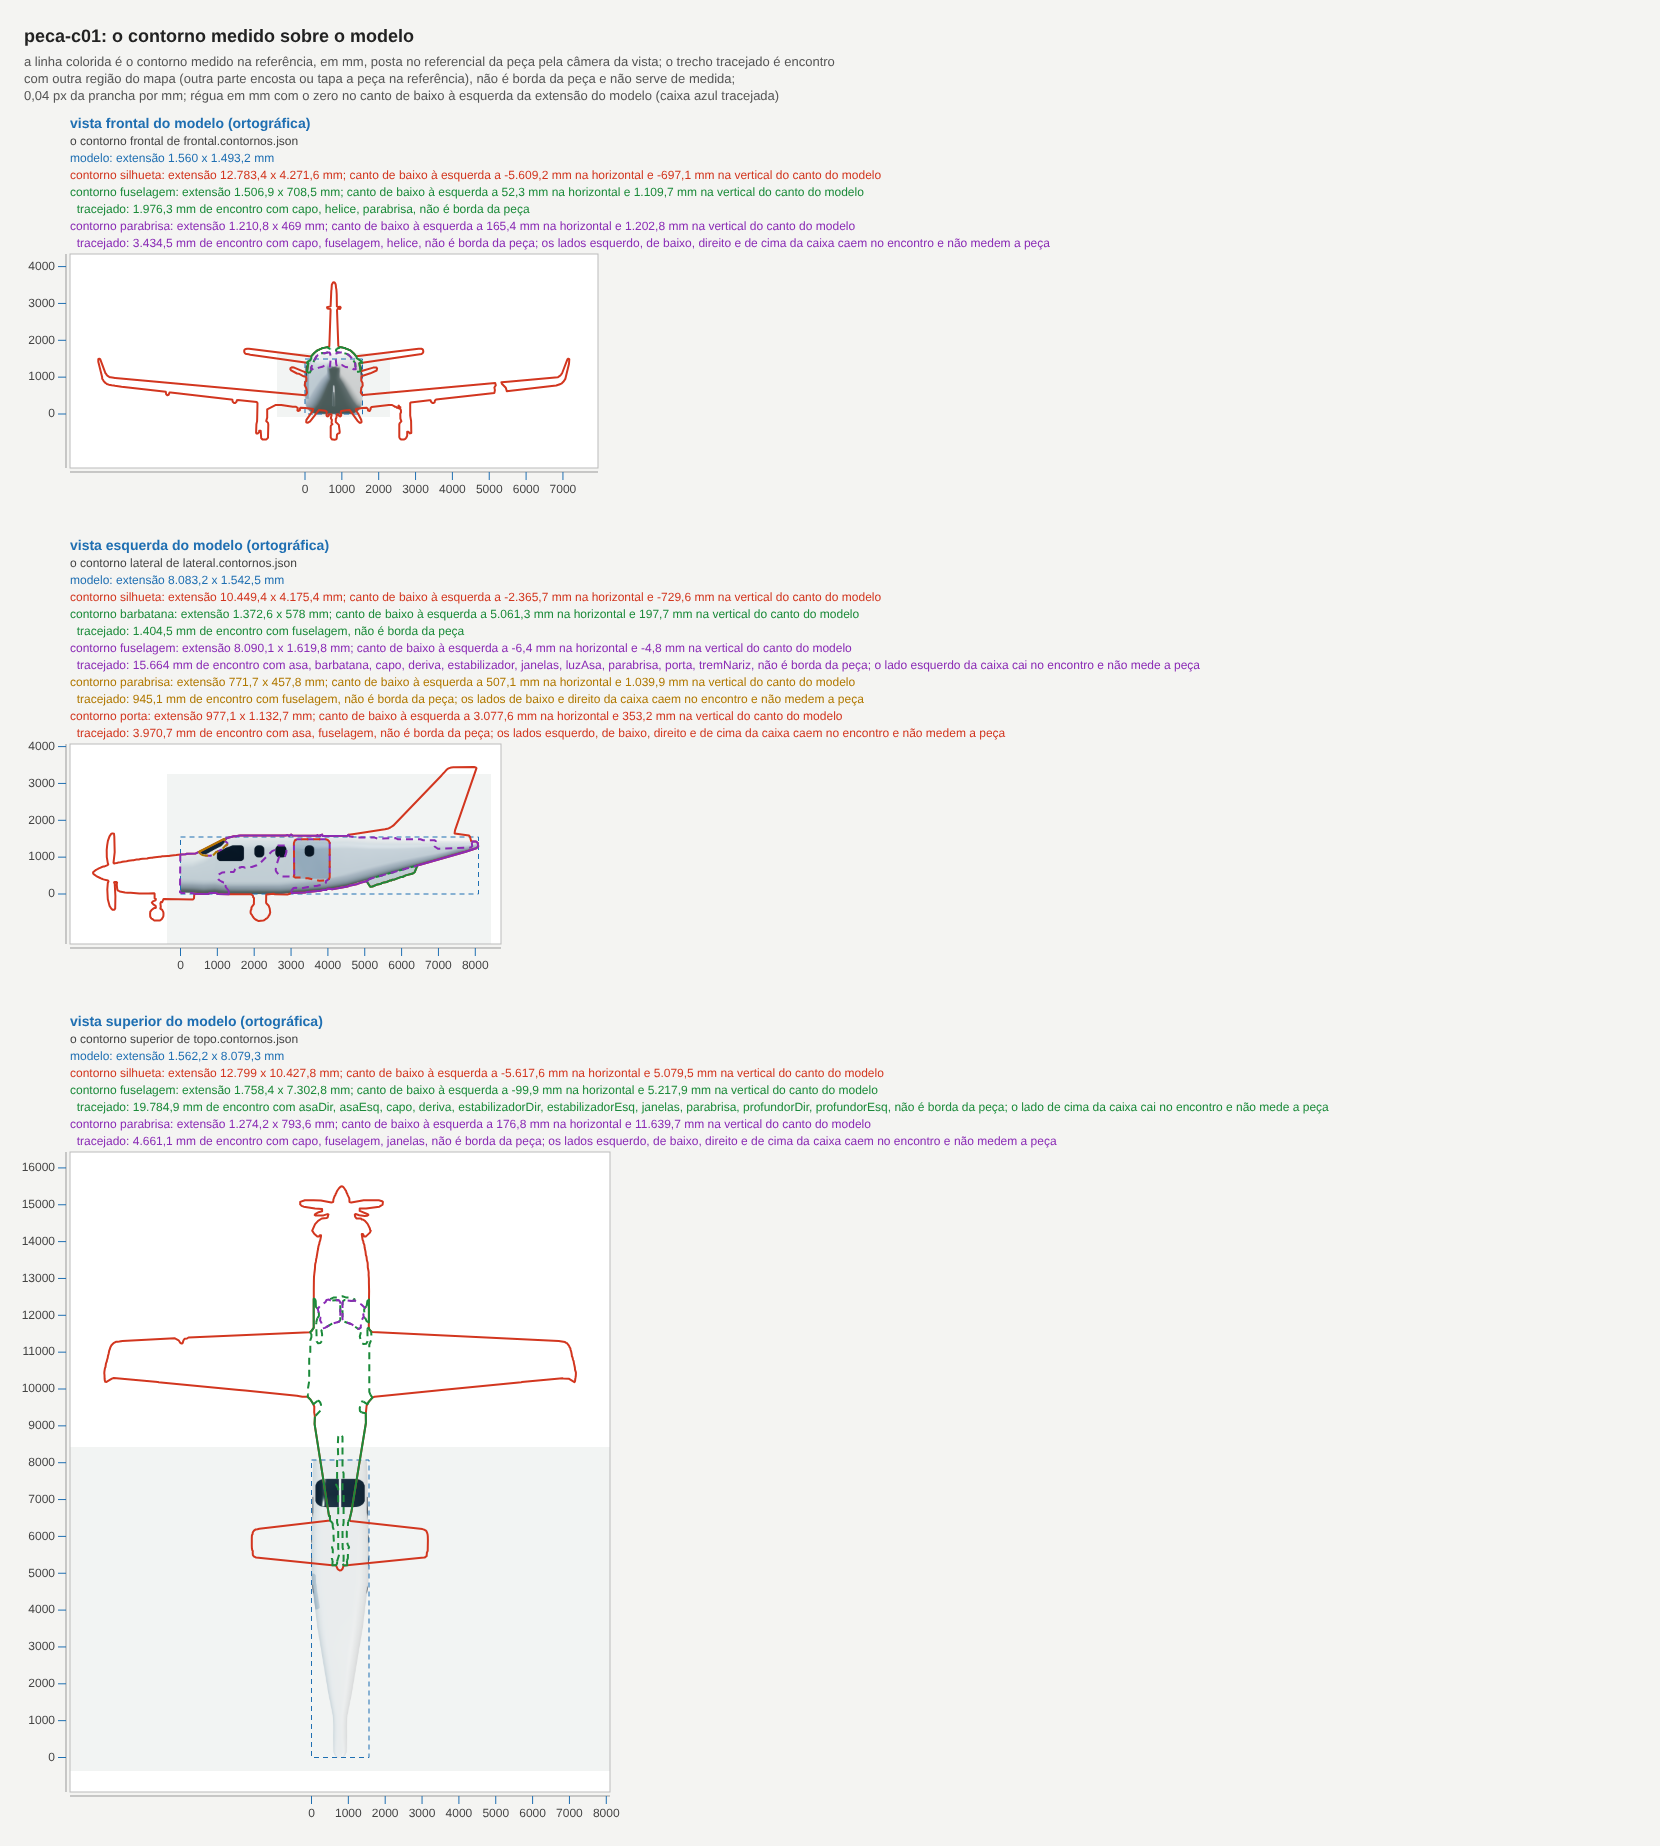 peca-c01: o contorno medido sobre o modelo
a linha colorida é o contorno medido na referência, em mm, posta no referencial da peça pela câmera da vista; o trecho tracejado é encontro
com outra região do mapa (outra parte encosta ou tapa a peça na referência), não é borda da peça e não serve de medida;
0,04 px da prancha por mm; régua em mm com o zero no canto de baixo à esquerda da extensão do modelo (caixa azul tracejada)
vista frontal do modelo (ortográfica)
o contorno frontal de frontal.contornos.json
modelo: extensão 1.560 x 1.493,2 mm
contorno silhueta: extensão 12.783,4 x 4.271,6 mm; canto de baixo à esquerda a -5.609,2 mm na horizontal e -697,1 mm na vertical do canto do modelo
contorno fuselagem: extensão 1.506,9 x 708,5 mm; canto de baixo à esquerda a 52,3 mm na horizontal e 1.109,7 mm na vertical do canto do modelo
tracejado: 1.976,3 mm de encontro com capo, helice, parabrisa, não é borda da peça
contorno parabrisa: extensão 1.210,8 x 469 mm; canto de baixo à esquerda a 165,4 mm na horizontal e 1.202,8 mm na vertical do canto do modelo
tracejado: 3.434,5 mm de encontro com capo, fuselagem, helice, não é borda da peça; os lados esquerdo, de baixo, direito e de cima da caixa caem no encontro e não medem a peça
4000
3000
2000
1000
0
0 1000 2000 3000 4000 5000 6000 7000
vista esquerda do modelo (ortográfica)
o contorno lateral de lateral.contornos.json
modelo: extensão 8.083,2 x 1.542,5 mm
contorno silhueta: extensão 10.449,4 x 4.175,4 mm; canto de baixo à esquerda a -2.365,7 mm na horizontal e -729,6 mm na vertical do canto do modelo
contorno barbatana: extensão 1.372,6 x 578 mm; canto de baixo à esquerda a 5.061,3 mm na horizontal e 197,7 mm na vertical do canto do modelo
tracejado: 1.404,5 mm de encontro com fuselagem, não é borda da peça
contorno fuselagem: extensão 8.090,1 x 1.619,8 mm; canto de baixo à esquerda a -6,4 mm na horizontal e -4,8 mm na vertical do canto do modelo
tracejado: 15.664 mm de encontro com asa, barbatana, capo, deriva, estabilizador, janelas, luzAsa, parabrisa, porta, tremNariz, não é borda da peça; o lado esquerdo da caixa cai no encontro e não mede a peça
contorno parabrisa: extensão 771,7 x 457,8 mm; canto de baixo à esquerda a 507,1 mm na horizontal e 1.039,9 mm na vertical do canto do modelo
tracejado: 945,1 mm de encontro com fuselagem, não é borda da peça; os lados de baixo e direito da caixa caem no encontro e não medem a peça
contorno porta: extensão 977,1 x 1.132,7 mm; canto de baixo à esquerda a 3.077,6 mm na horizontal e 353,2 mm na vertical do canto do modelo
tracejado: 3.970,7 mm de encontro com asa, fuselagem, não é borda da peça; os lados esquerdo, de baixo, direito e de cima da caixa caem no encontro e não medem a peça
4000
3000
2000
1000
0
0 1000 2000 3000 4000 5000 6000 7000 8000
vista superior do modelo (ortográfica)
o contorno superior de topo.contornos.json
modelo: extensão 1.562,2 x 8.079,3 mm
contorno silhueta: extensão 12.799 x 10.427,8 mm; canto de baixo à esquerda a -5.617,6 mm na horizontal e 5.079,5 mm na vertical do canto do modelo
contorno fuselagem: extensão 1.758,4 x 7.302,8 mm; canto de baixo à esquerda a -99,9 mm na horizontal e 5.217,9 mm na vertical do canto do modelo
tracejado: 19.784,9 mm de encontro com asaDir, asaEsq, capo, deriva, estabilizadorDir, estabilizadorEsq, janelas, parabrisa, profundorDir, profundorEsq, não é borda da peça; o lado de cima da caixa cai no encontro e não mede a peça
contorno parabrisa: extensão 1.274,2 x 793,6 mm; canto de baixo à esquerda a 176,8 mm na horizontal e 11.639,7 mm na vertical do canto do modelo
tracejado: 4.661,1 mm de encontro com capo, fuselagem, janelas, não é borda da peça; os lados esquerdo, de baixo, direito e de cima da caixa caem no encontro e não medem a peça
16000
15000
14000
13000
12000
11000
10000
9000
8000
7000
6000
5000
4000
3000
2000
1000
0
0 1000 2000 3000 4000 5000 6000 7000 8000